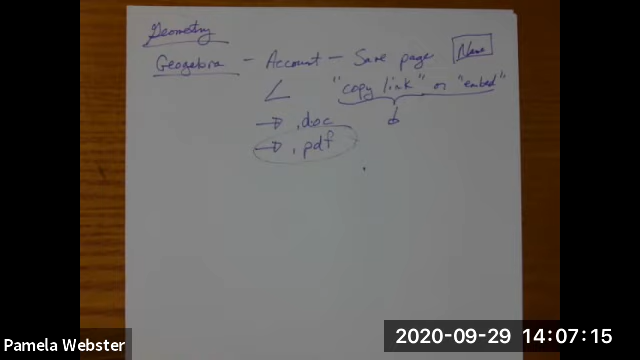 Geometry
Geogebra - Account - Save page Name
"copy link" or "embed"
→ .doc
→ .pdf
Pamela Webster
2020-09-29 14:07:15